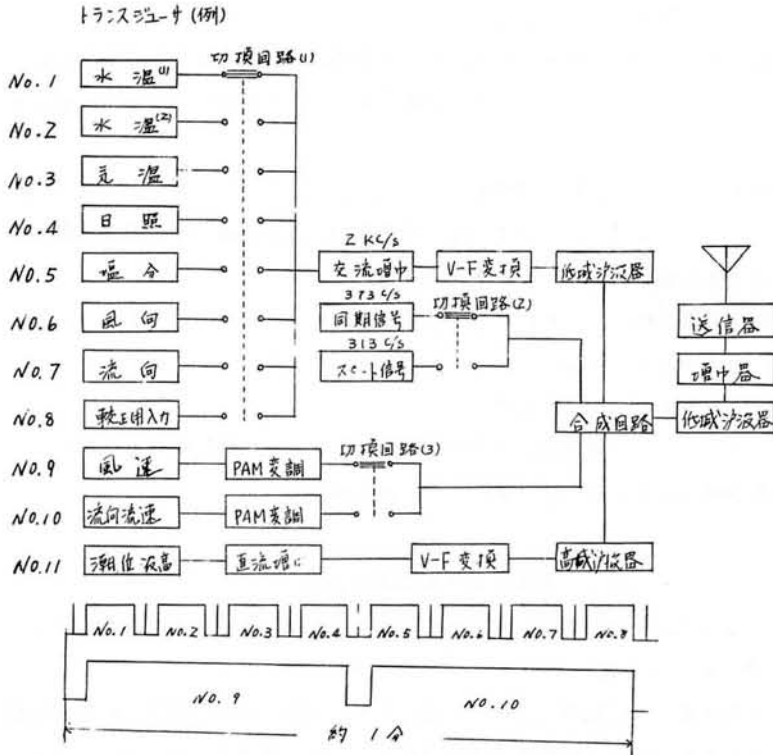 トランスジューサ (例)
切換回路(1)
No.1 水温(1)
No.2 水温(2)
No.3 気温
No.4 日照
2 KC/s
NO.5 塩分 交流増巾 V-F変換 低域沪波器
373 C/s 切換回路(2)
NO.6 風向 同期信号 送信器
313 C/s
NO.7 流向 スタート信号 増巾器
NO.8 較正用入力 合成回路 低域沪波器
切換回路(3)
NO.9 風速 PAM変調
NO.10 流向流速 PAM変調
NO.11 潮位波高 直流増巾 V-F変換 高域沪波器
NO.1 NO.2 NO.3 NO.4 NO.5 NO.6 NO.7 NO.8
NO.9 NO.10
約 1分